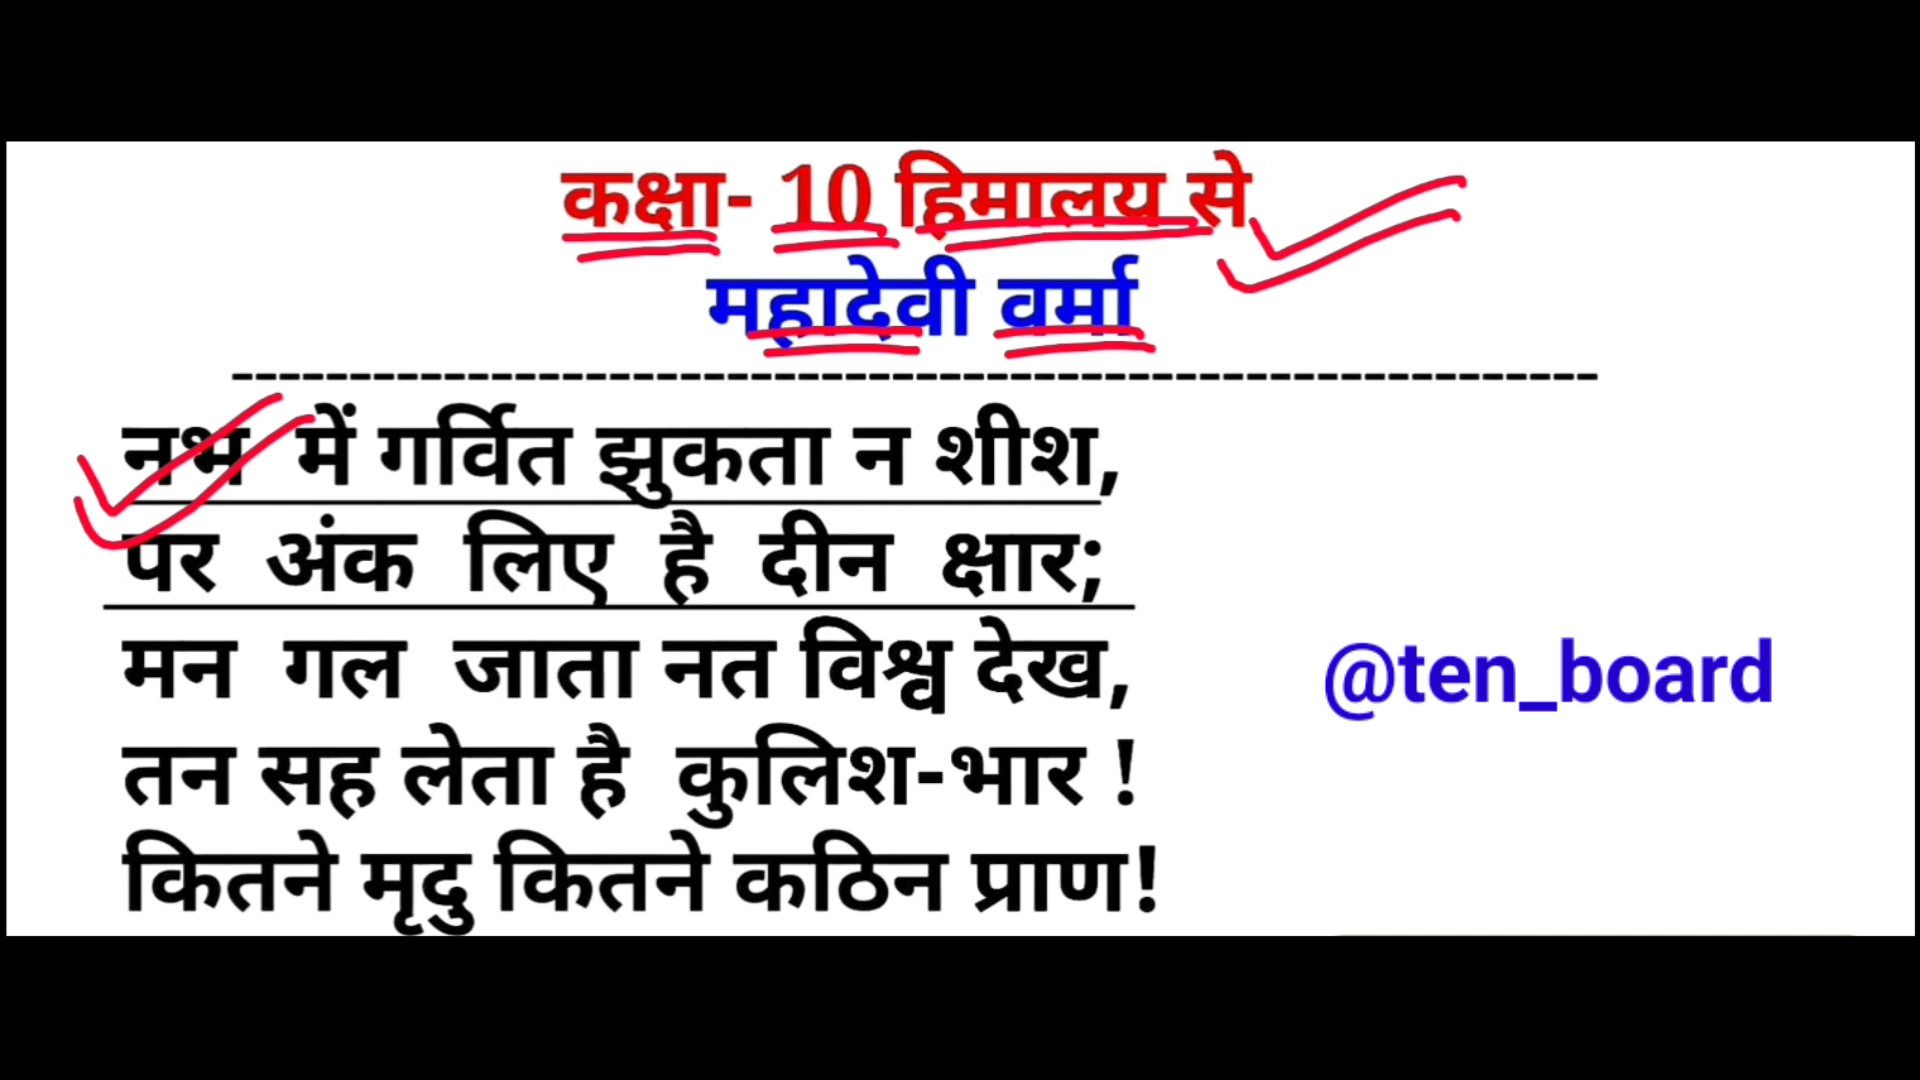 कक्षा- 10 हिमालय से
महादेवी वर्मा
----------------------------------------------------------
नभ में गर्वित झुकता न शीश,
पर अंक लिए है दीन क्षार;
मन गल जाता नत विश्व देख,
@ten_board
तन सह लेता है कुलिश-भार !
कितने मृदु कितने कठिन प्राण!